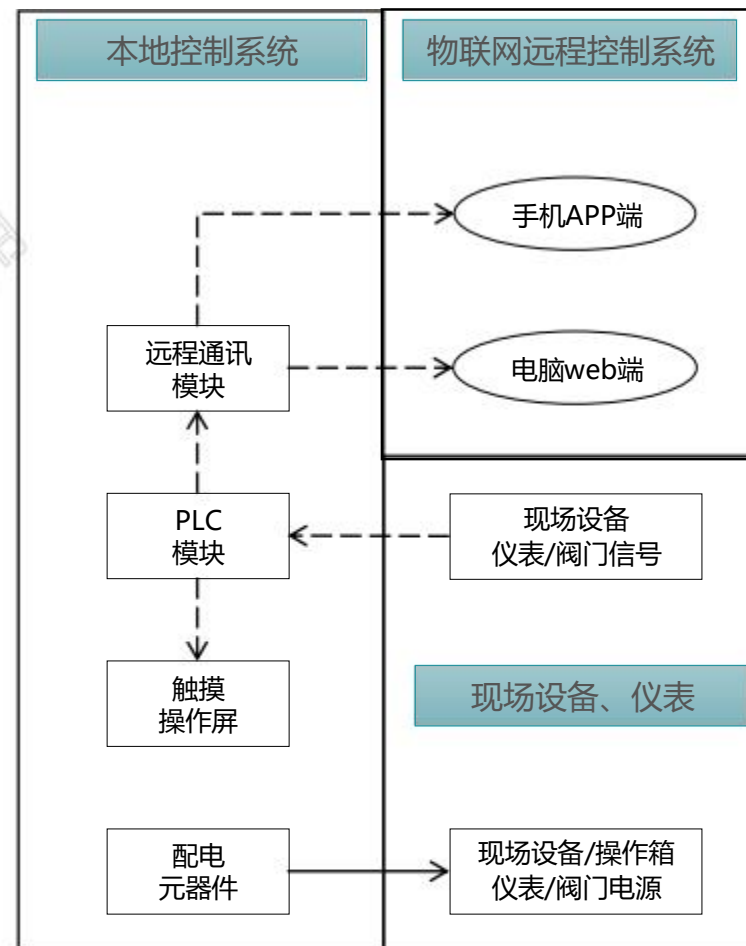 本地控制系统
物联网远程控制系统
手机APP端
远程通讯
模块
电脑web端
PLC
模块
现场设备
仪表/阀门信号
触摸
操作屏
现场设备、仪表
配电
元器件
现场设备/操作箱
仪表/阀门电源